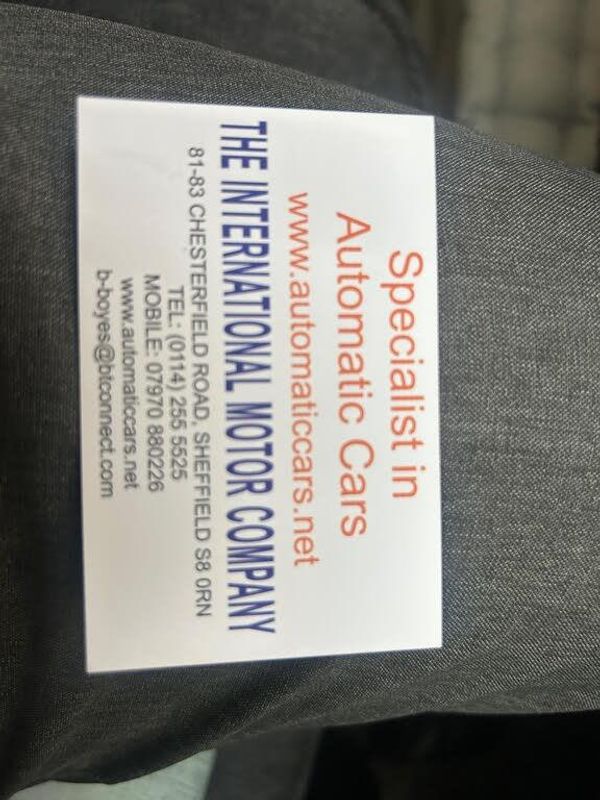 Specialist in
Automatic Cars
www.automaticcars.net
THE INTERNATIONAL MOTOR COMPANY
81-83 CHESTERFIELD ROAD, SHEFFIELD S8 0RN
TEL: (0114) 255 5525
MOBILE: 07970 880226
www.automaticcars.net
b-boyes@btconnect.com